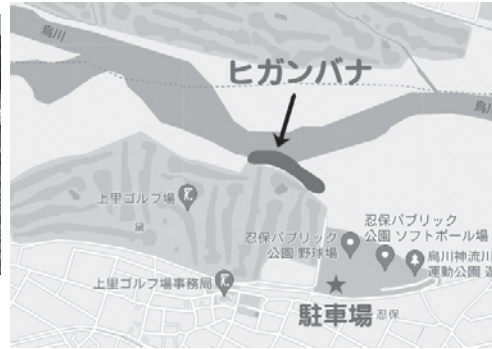 烏川
ヒガンバナ
烏川
上里ゴルフ場
忍保パブリック
公園 ソフトボール場
忍保パブリック
公園 野球場
烏川神流川
運動公園
上里ゴルフ場事務局
駐車場
忍保